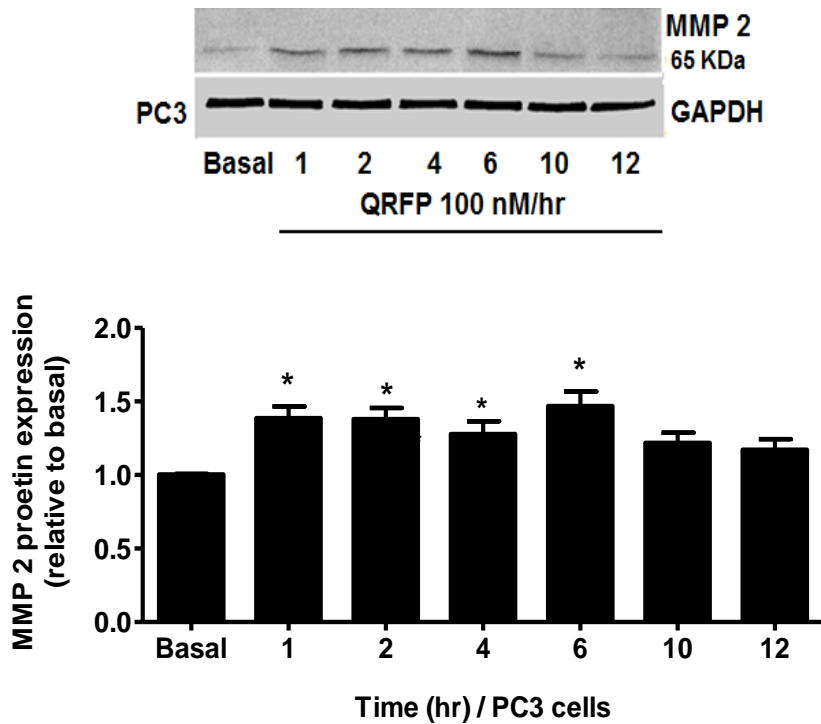 MMP 2
65 KDa
PC3
GAPDH
Basal 1 2 4 6 10 12
QRFP 100 nM/hr
MMP 2 proetin expression
(relative to basal)
2.0
1.5
1.0
0.5
0.0
* * * *
Basal 1 2 4 6 10 12
Time (hr) / PC3 cells